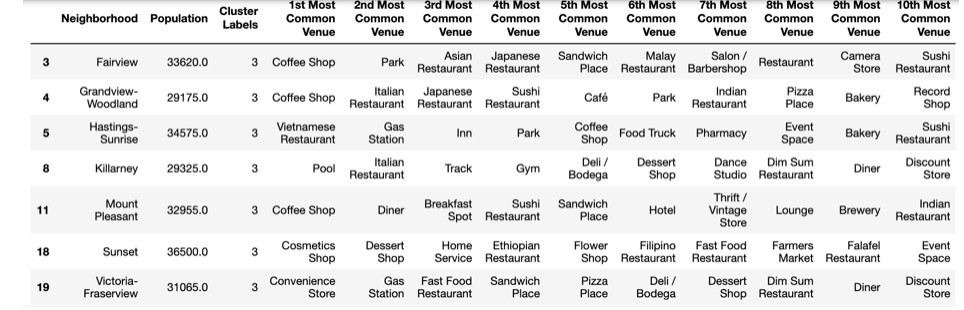 Neighborhood Population Cluster Labels 1st Most Common Venue 2nd Most Common Venue 3rd Most Common Venue 4th Most Common Venue 5th Most Common Venue 6th Most Common Venue 7th Most Common Venue 8th Most Common Venue 9th Most Common Venue 10th Most Common Venue
3 Fairview 33620.0 3 Coffee Shop Park Asian Restaurant Japanese Restaurant Sandwich Place Malay Restaurant Salon / Barbershop Restaurant Camera Store Sushi Restaurant
4 Grandview-Woodland 29175.0 3 Coffee Shop Italian Restaurant Japanese Restaurant Sushi Restaurant Café Park Indian Restaurant Pizza Place Bakery Record Shop
5 Hastings-Sunrise 34575.0 3 Vietnamese Restaurant Gas Station Inn Park Coffee Shop Food Truck Pharmacy Event Space Bakery Sushi Restaurant
8 Killarney 29325.0 3 Pool Italian Restaurant Track Gym Deli / Bodega Dessert Shop Dance Studio Dim Sum Restaurant Diner Discount Store
11 Mount Pleasant 32955.0 3 Coffee Shop Diner Breakfast Spot Sushi Restaurant Sandwich Place Hotel Thrift / Vintage Store Lounge Brewery Indian Restaurant
18 Sunset 36500.0 3 Cosmetics Shop Dessert Shop Home Service Ethiopian Restaurant Flower Shop Filipino Restaurant Fast Food Restaurant Farmers Market Falafel Restaurant Event Space
19 Victoria-Fraserview 31065.0 3 Convenience Store Gas Station Fast Food Restaurant Sandwich Place Pizza Place Deli / Bodega Dessert Shop Dim Sum Restaurant Diner Discount Store